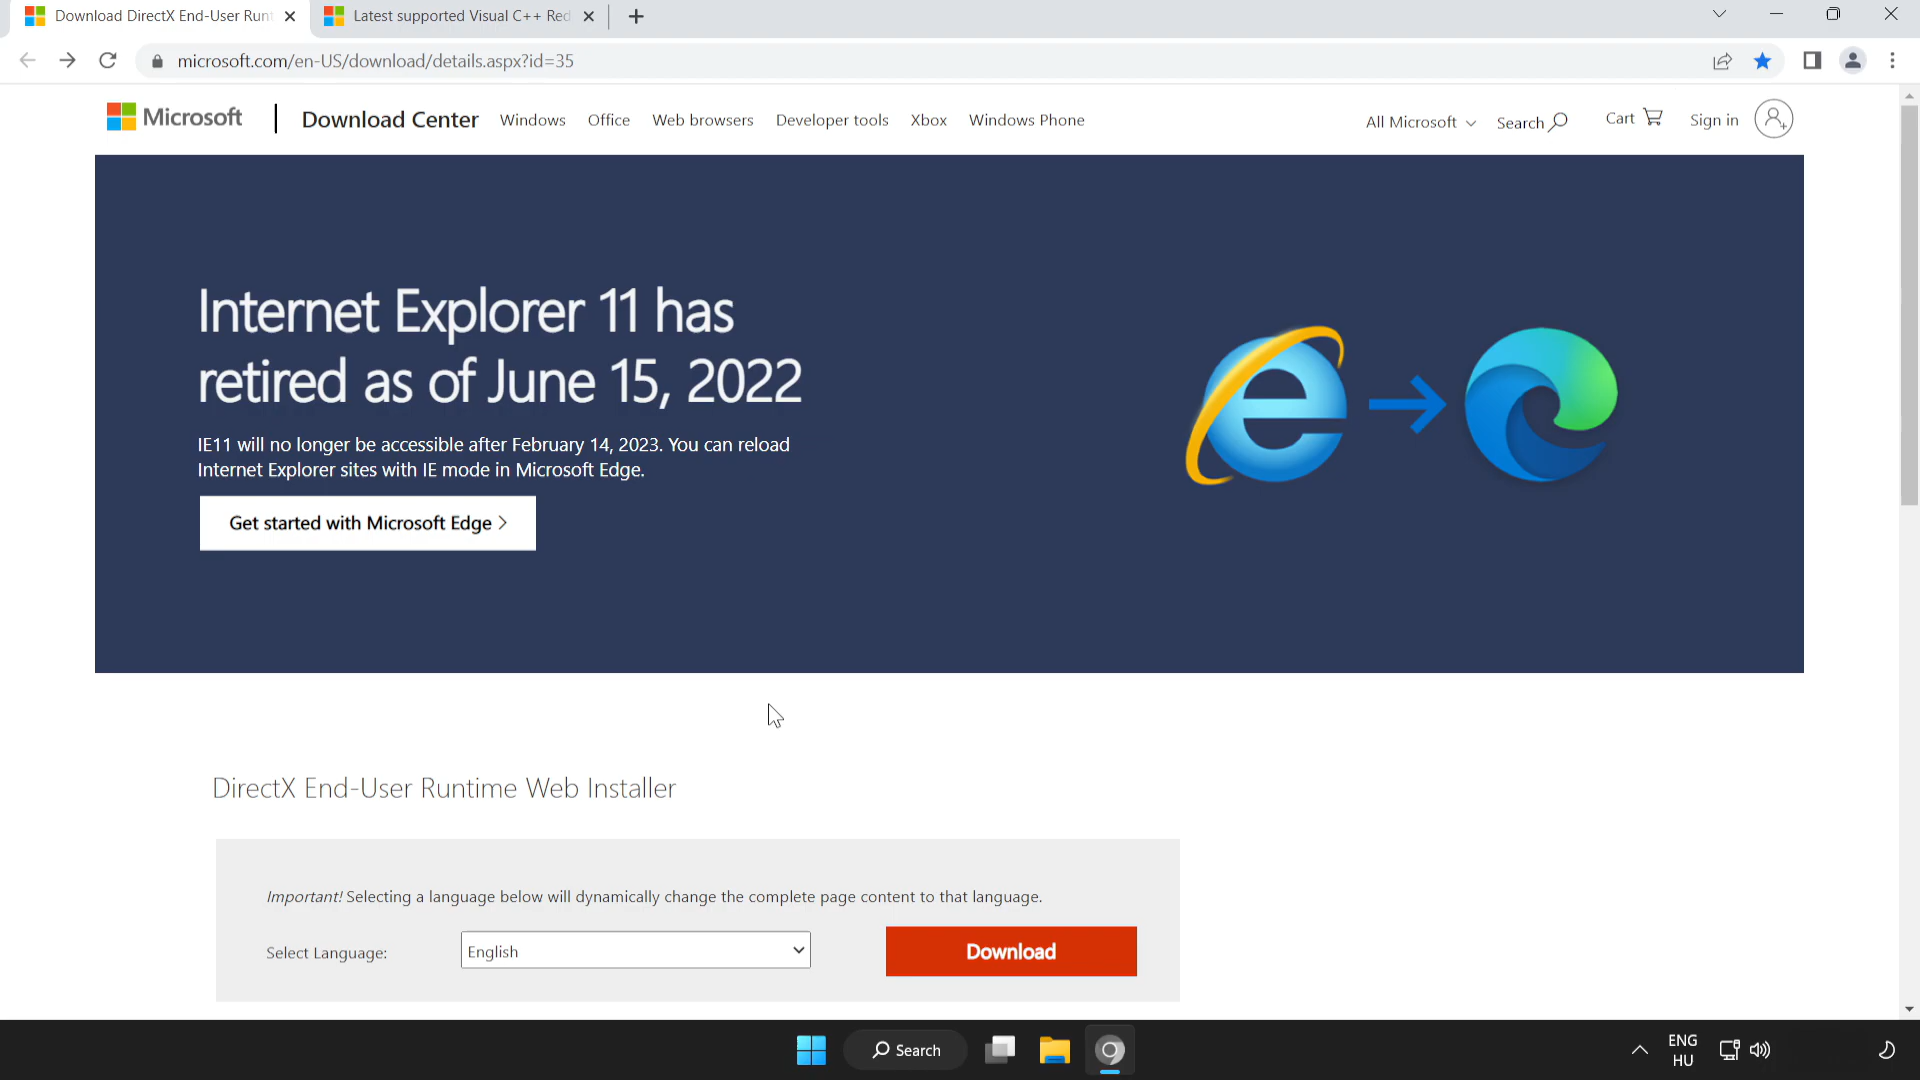 Download DirectX End-User Runt
Latest supported Visual C++ Red
microsoft.com/en-US/download/details.aspx?id=35
Microsoft
Download Center
Windows
Office
Web browsers
Developer tools
Xbox
Windows Phone
All Microsoft
Search
Cart
Sign in
Internet Explorer 11 has
retired as of June 15, 2022
IE11 will no longer be accessible after February 14, 2023. You can reload
Internet Explorer sites with IE mode in Microsoft Edge.
Get started with Microsoft Edge >
DirectX End-User Runtime Web Installer
Important! Selecting a language below will dynamically change the complete page content to that language.
Select Language:
English
Download
Search
ENG
HU